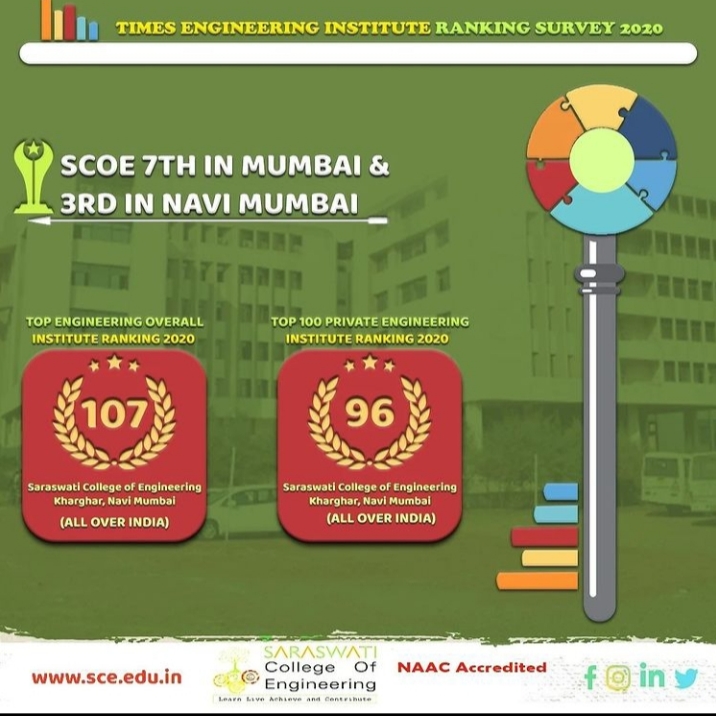 TIMES ENGINEERING INSTITUTE RANKING SURVEY 2020
SCOE 7TH IN MUMBAI &
3RD IN NAVI MUMBAI
TOP ENGINEERING OVERALL
INSTITUTE RANKING 2020
107
Saraswati College of Engineering
Kharghar, Navi Mumbai
(ALL OVER INDIA)
TOP 100 PRIVATE ENGINEERING
INSTITUTE RANKING 2020
96
Saraswati College of Engineering
Kharghar, Navi Mumbai
(ALL OVER INDIA)
www.sce.edu.in
SARASWATI
College Of
Engineering
Learn Live Achieve and Contribute
NAAC Accredited